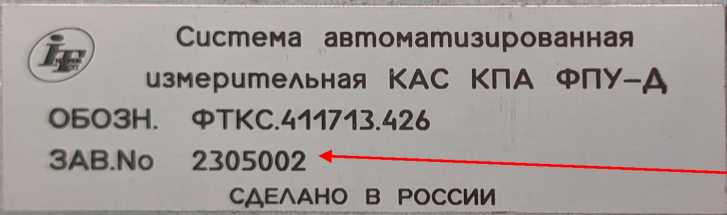 Система автоматизированная
измерительная КАС КПА ФПУ–Д
ОБОЗН. ФТКС.411713.426
ЗАВ.No 2305002
СДЕЛАНО В РОССИИ